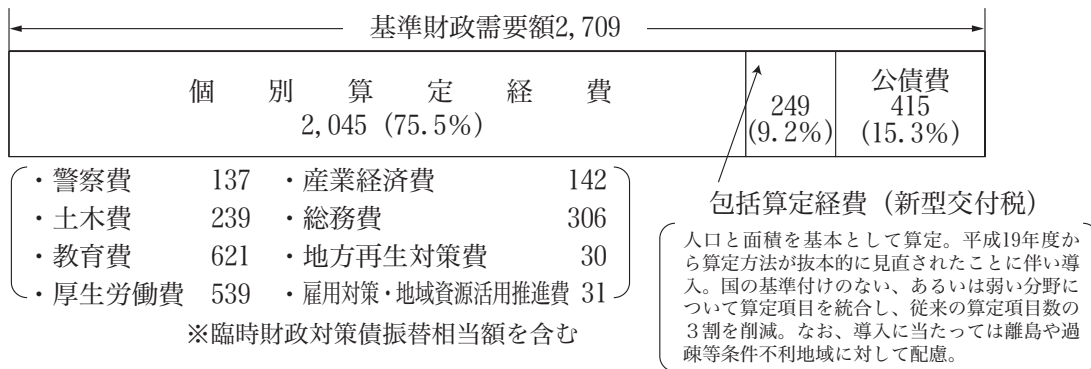 基準財政需要額2,709
個別算定経費
2,045 (75.5%)
249
(9.2%)
公債費
415
(15.3%)
・警察費 137 ・産業経済費 142
・土木費 239 ・総務費 306
・教育費 621 ・地方再生対策費 30
・厚生労働費 539 ・雇用対策・地域資源活用推進費 31
※臨時財政対策債振替相当額を含む
包括算定経費（新型交付税）
人口と面積を基本として算定。平成19年度か
ら算定方法が抜本的に見直されたことに伴い導
入。国の基準付けのない、あるいは弱い分野に
ついて算定項目を統合し、従来の算定項目数の
３割を削減。なお、導入に当たっては離島や過
疎等条件不利地域に対して配慮。